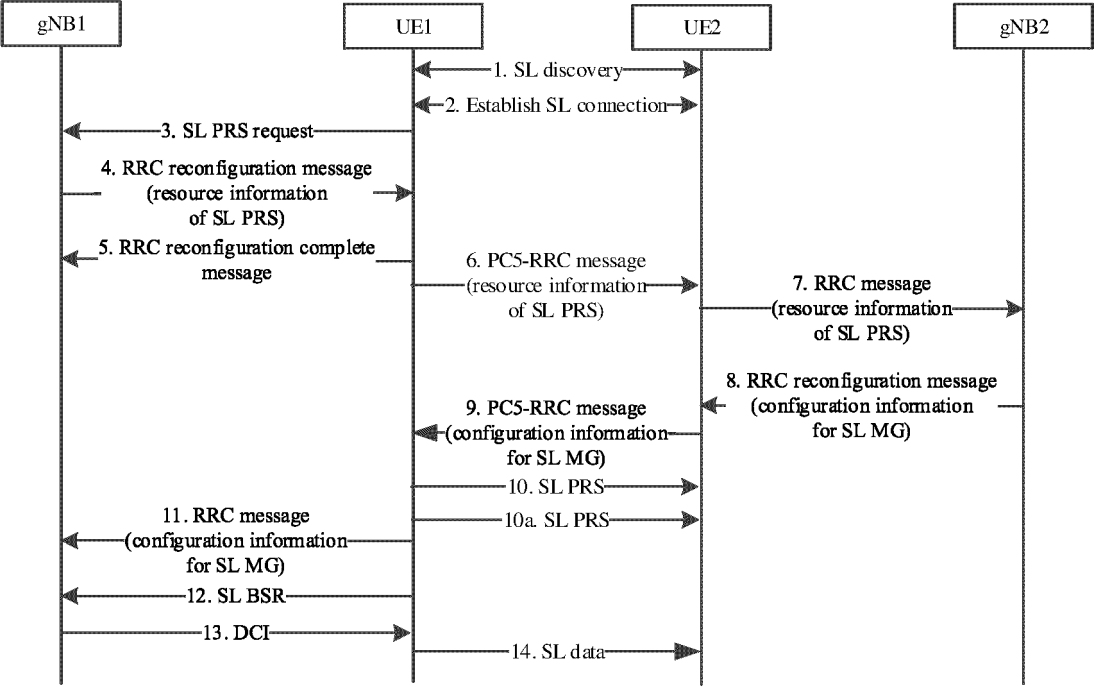 gNB1
UE1
UE2
gNB2
1. SL discovery
2. Establish SL connection
3. SL PRS request
4. RRC reconfiguration message
(resource information
of SL PRS)
5. RRC reconfiguration complete
message
6. PC5-RRC message
(resource information
of SL PRS)
7. RRC message
(resource information
of SL PRS)
8. RRC reconfiguration message
(configuration information
for SL MG)
9. PC5-RRC message
(configuration information
for SL MG)
10. SL PRS
10a. SL PRS
11. RRC message
(configuration information
for SL MG)
12. SL BSR
13. DCI
14. SL data